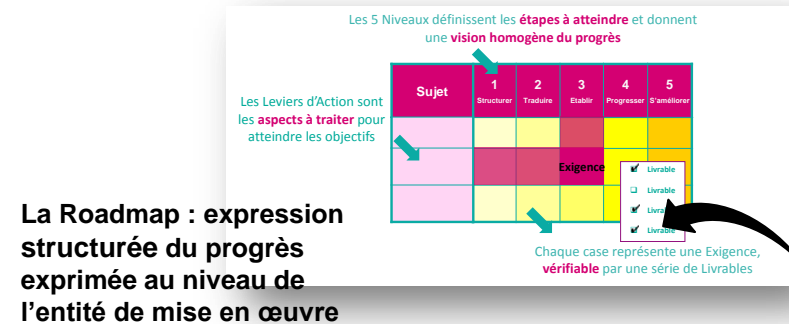 Les 5 Niveaux définissent les étapes à atteindre et donnent
une vision homogène du progrès
Les Leviers d'Action sont
les aspects à traiter pour
atteindre les objectifs
Sujet
1
Structurer
2
Traduire
3
Etablir
4
Progresser
5
S'améliorer
Exigence
Livrable
Livrable
Livrable
Livrable
Chaque case représente une Exigence,
vérifiable par une série de Livrables
La Roadmap : expression
structurée du progrès
exprimée au niveau de
l'entité de mise en œuvre